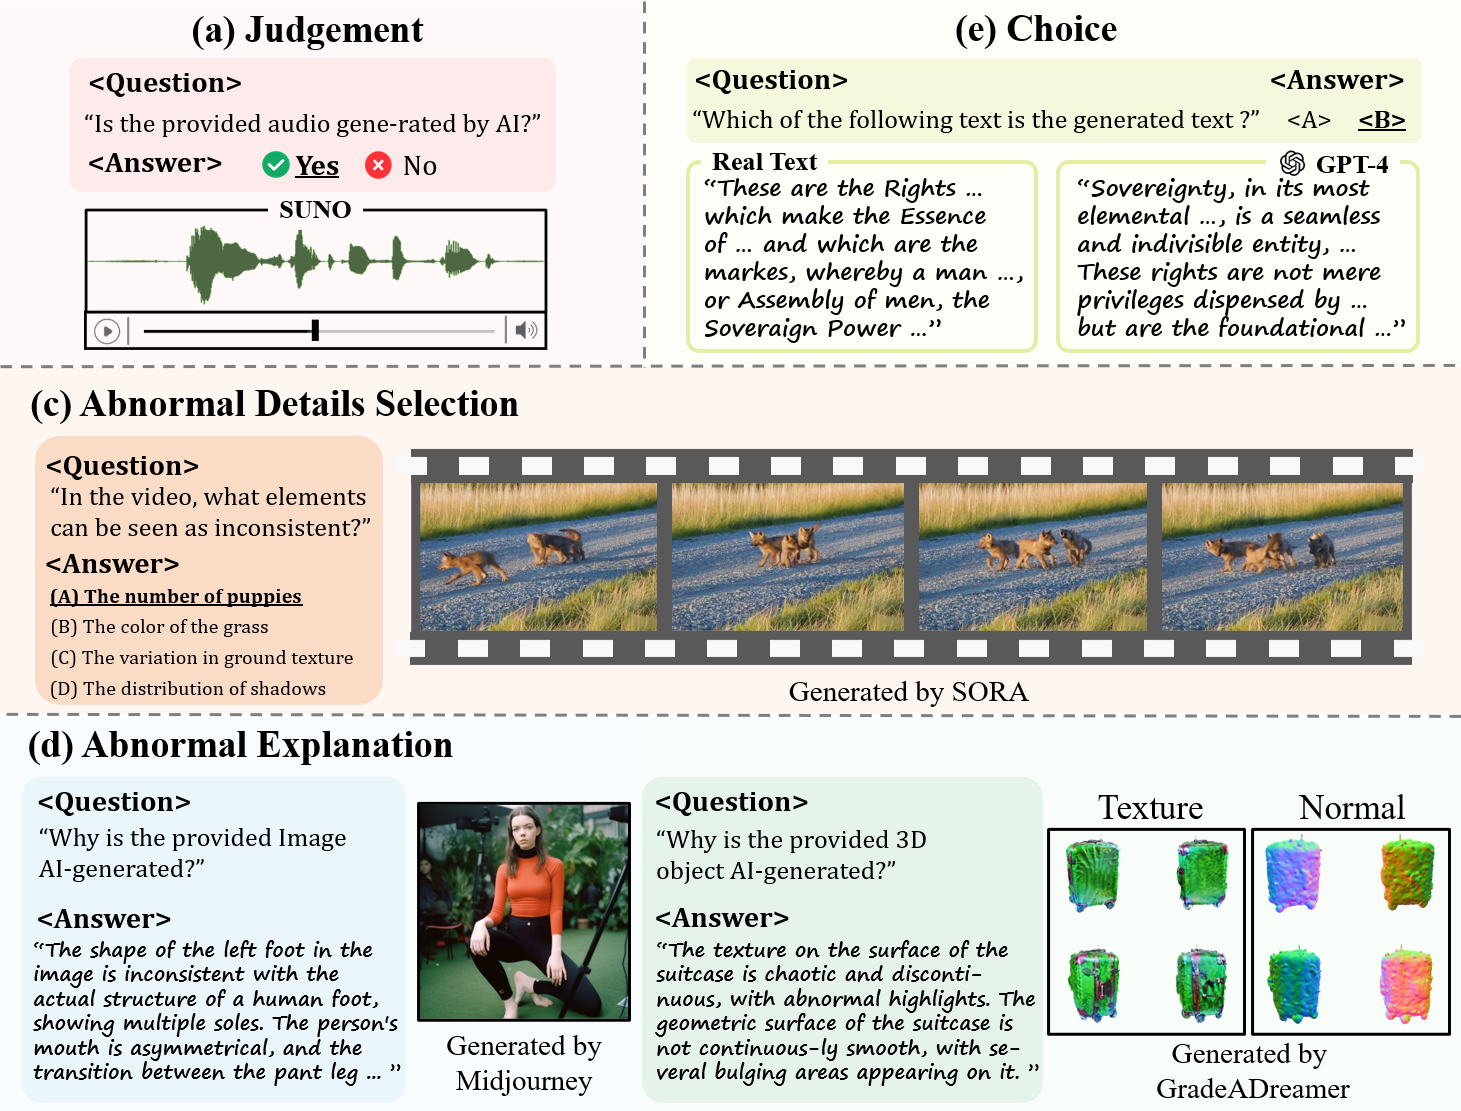 (a) Judgement
<Question>
“Is the provided audio gene-rated by AI?”
<Answer> Yes No
SUNO
(e) Choice
<Question> <Answer>
“Which of the following text is the generated text ?” <A> <B>
Real Text
“These are the Rights ...
which make the Essence
of ... and which are the
markes, whereby a man ...,
or Assembly of men, the
Soveraign Power ...”
GPT-4
“Sovereignty, in its most
elemental ..., is a seamless
and indivisible entity, ...
These rights are not mere
privileges dispensed by ...
but are the foundational ...”
(c) Abnormal Details Selection
<Question>
“In the video, what elements
can be seen as inconsistent?”
<Answer>
(A) The number of puppies
(B) The color of the grass
(C) The variation in ground texture
(D) The distribution of shadows
Generated by SORA
(d) Abnormal Explanation
<Question>
“Why is the provided Image
AI-generated?”
<Answer>
“The shape of the left foot in the
image is inconsistent with the
actual structure of a human foot,
showing multiple soles. The person's
mouth is asymmetrical, and the
transition between the pant leg ... ”
Generated by
Midjourney
<Question>
“Why is the provided 3D
object AI-generated?”
<Answer>
“The texture on the surface of the
suitcase is chaotic and disconti-
nuous, with abnormal highlights. The
geometric surface of the suitcase is
not continuous-ly smooth, with se-
veral bulging areas appearing on it. ”
Texture Normal
Generated by
GradeADreamer